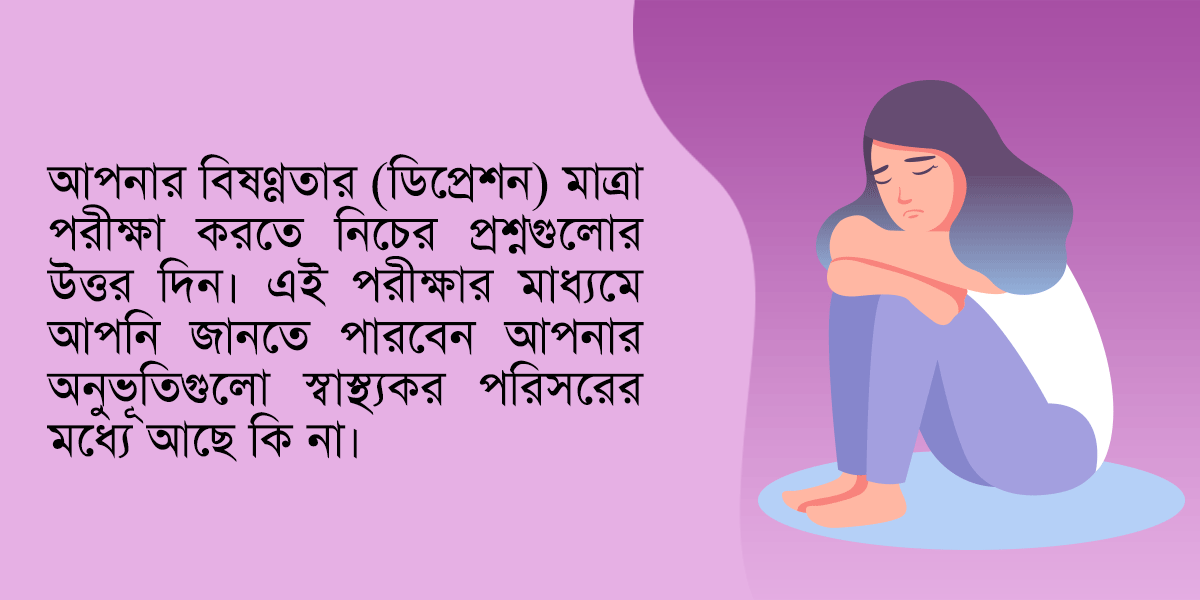 আপনার বিষণ্ণতার (ডিপ্রেশন) মাত্রা
পরীক্ষা করতে নিচের প্রশ্নগুলোর
উত্তর দিন। এই পরীক্ষার মাধ্যমে
আপনি জানতে পারবেন আপনার
অনুভূতিগুলো স্বাস্থ্যকর পরিসরের
মধ্যে আছে কি না।